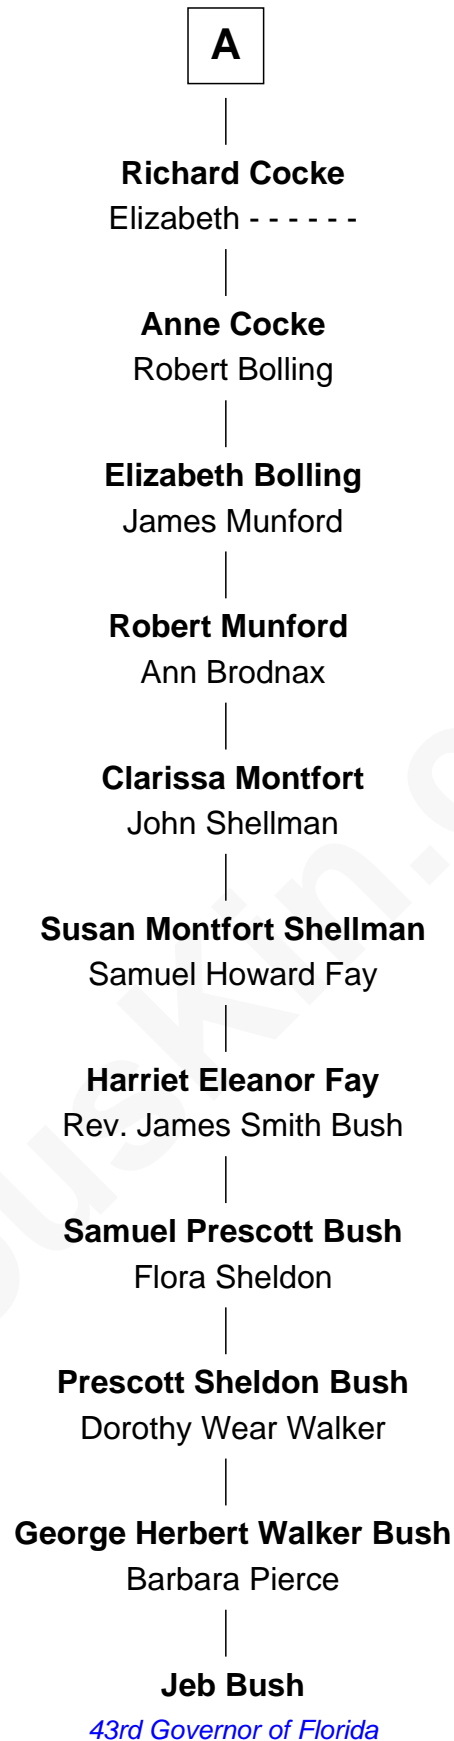 A
Richard Cocke
Elizabeth - - - - - -
Anne Cocke
Robert Bolling
Elizabeth Bolling
James Munford
Robert Munford
Ann Brodnax
Clarissa Montfort
John Shellman
Susan Montfort Shellman
Samuel Howard Fay
Harriet Eleanor Fay
Rev. James Smith Bush
Samuel Prescott Bush
Flora Sheldon
Prescott Sheldon Bush
Dorothy Wear Walker
George Herbert Walker Bush
Barbara Pierce
Jeb Bush
43rd Governor of Florida